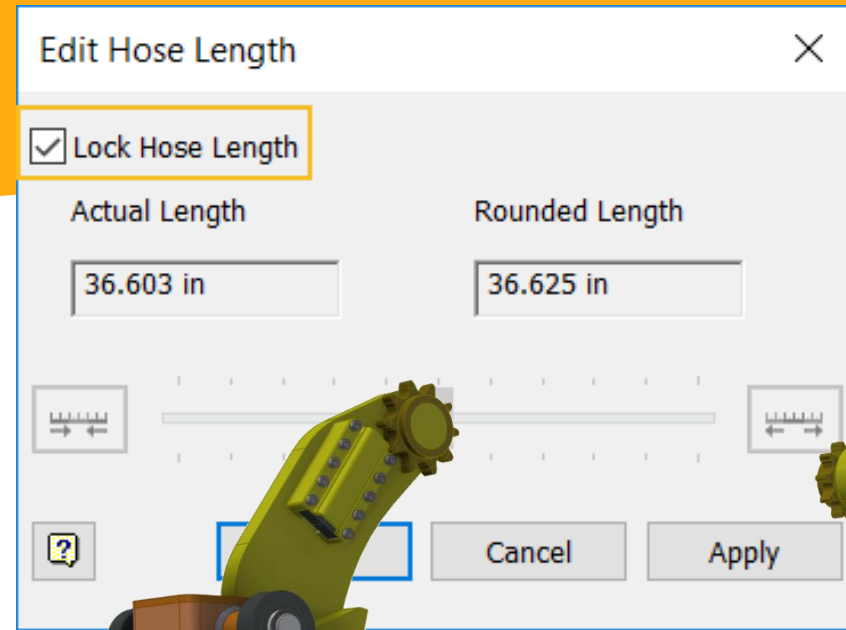 Edit Hose Length
Lock Hose Length
Actual Length
Rounded Length
36.603 in
36.625 in
?
Cancel
Apply